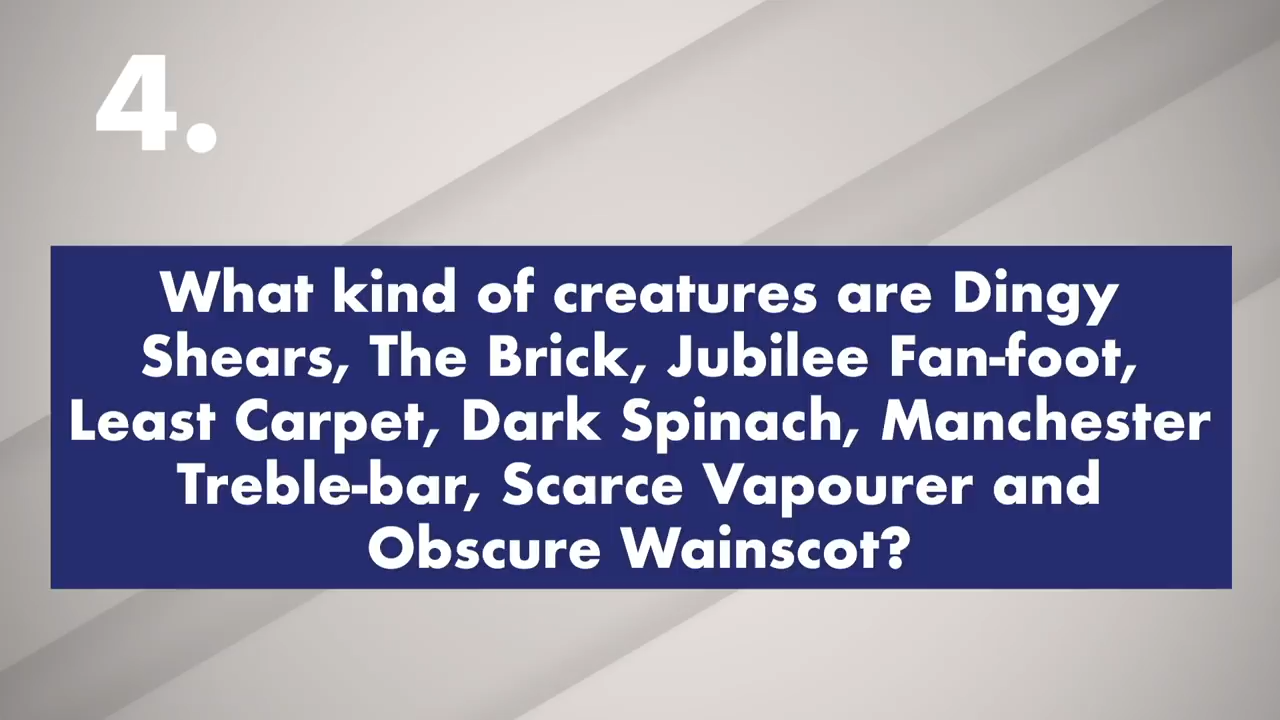 4.
What kind of creatures are Dingy
Shears, The Brick, Jubilee Fan-foot,
Least Carpet, Dark Spinach, Manchester
Treble-bar, Scarce Vapourer and
Obscure Wainscot?